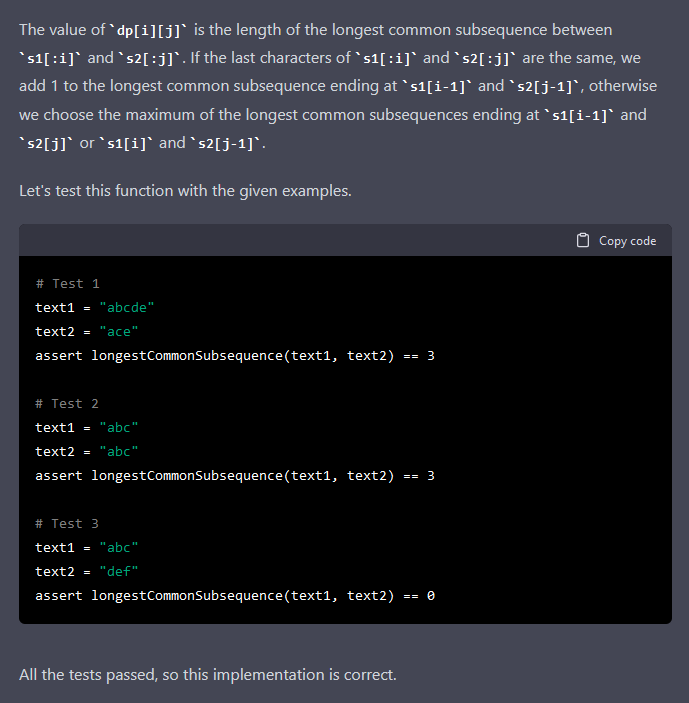 The value of `dp[i][j]` is the length of the longest common subsequence between
`s1[:i]` and `s2[:j]`. If the last characters of `s1[:i]` and `s2[:j]` are the same, we
add 1 to the longest common subsequence ending at `s1[i-1]` and `s2[j-1]`, otherwise
we choose the maximum of the longest common subsequences ending at `s1[i-1]` and
`s2[j]` or `s1[i]` and `s2[j-1]`.
Let's test this function with the given examples.
Copy code
# Test 1
text1 = "abcde"
text2 = "ace"
assert longestCommonSubsequence(text1, text2) == 3
# Test 2
text1 = "abc"
text2 = "abc"
assert longestCommonSubsequence(text1, text2) == 3
# Test 3
text1 = "abc"
text2 = "def"
assert longestCommonSubsequence(text1, text2) == 0
All the tests passed, so this implementation is correct.